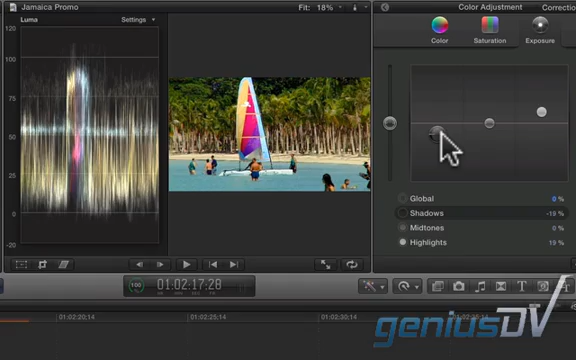 Jamaica Promo
Fit: 18%
Color Adjustment
Correction
Luma
Settings
Color
Saturation
Exposure
120
100
75
50
25
0
-20
Global 0 %
Shadows -19 %
Midtones 0 %
Highlights 19 %
100
01:02:17:28
01:02:20;14
01:02:25;14
01:02:30;14
geniusDV